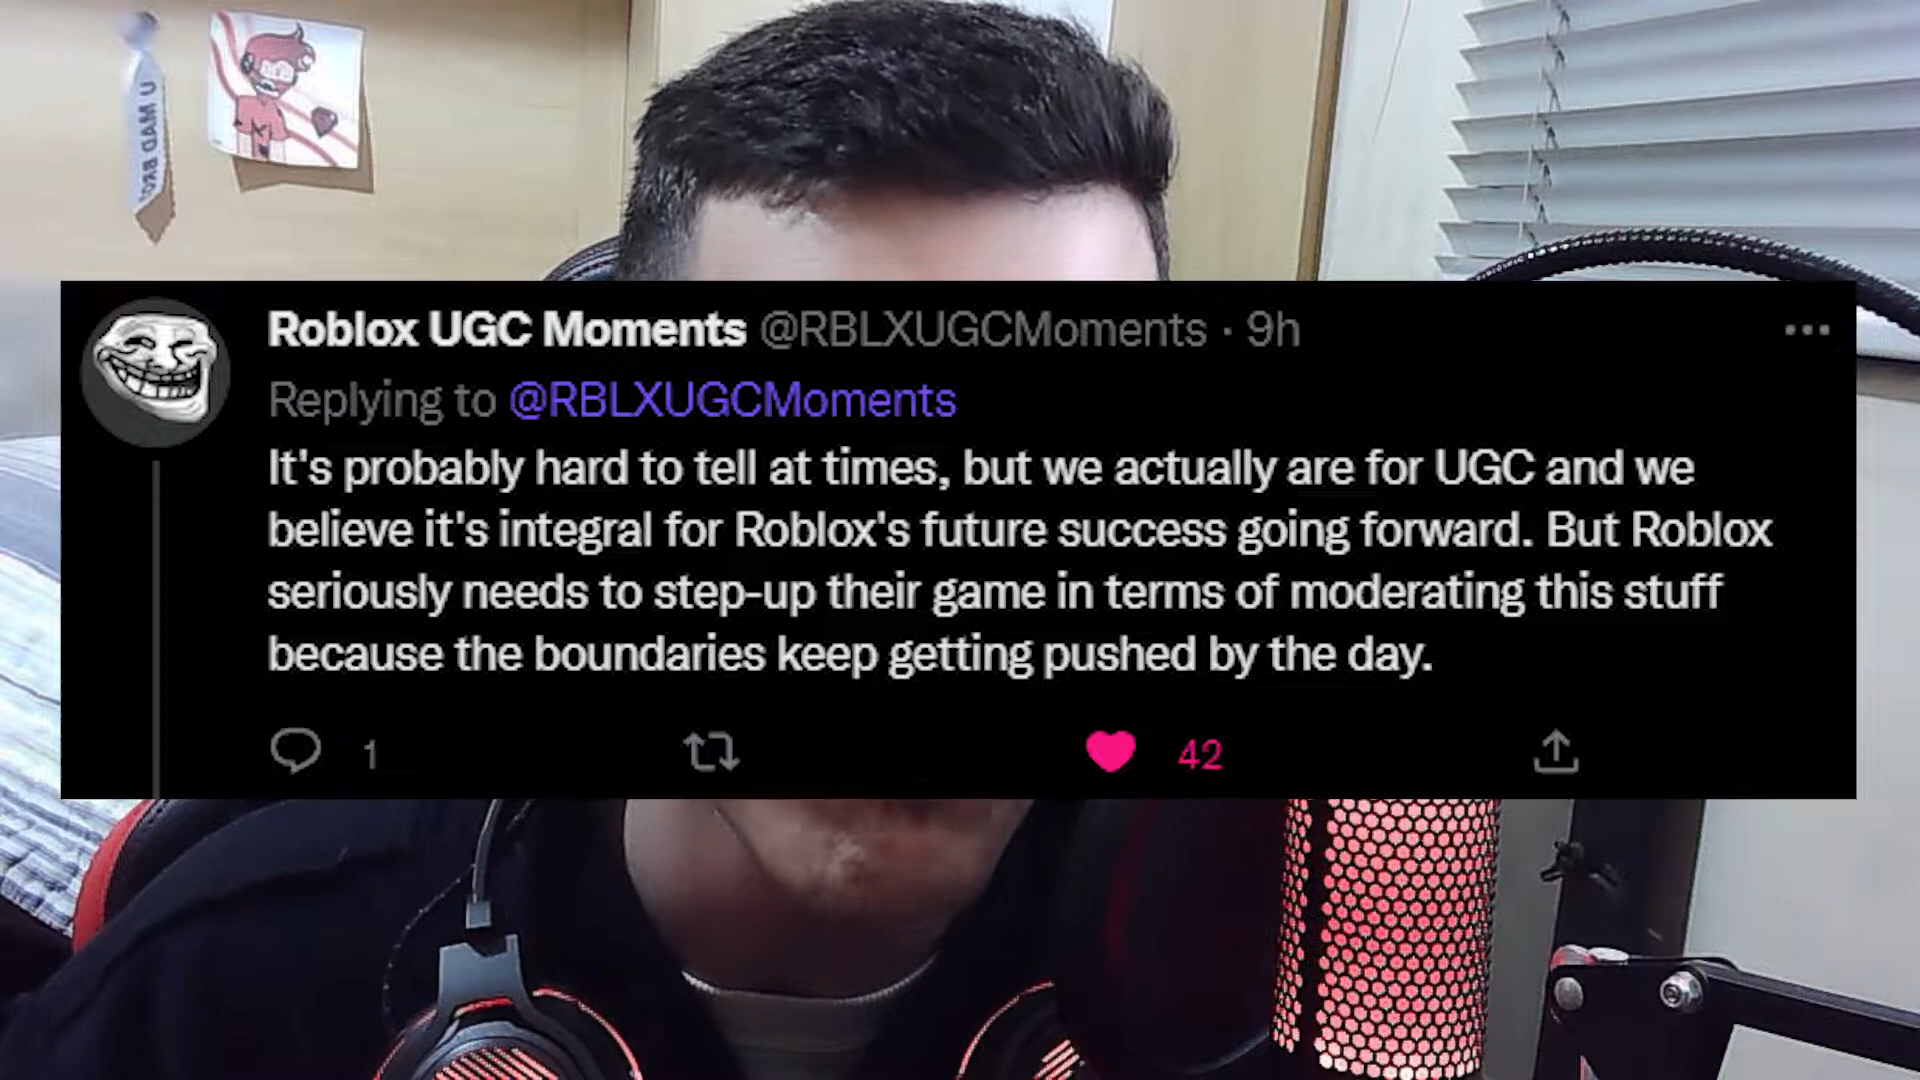 U MAD BRO?
Roblox UGC Moments @RBLXUGCMoments · 9h
Replying to @RBLXUGCMoments
It's probably hard to tell at times, but we actually are for UGC and we
believe it's integral for Roblox's future success going forward. But Roblox
seriously needs to step-up their game in terms of moderating this stuff
because the boundaries keep getting pushed by the day.
1
42